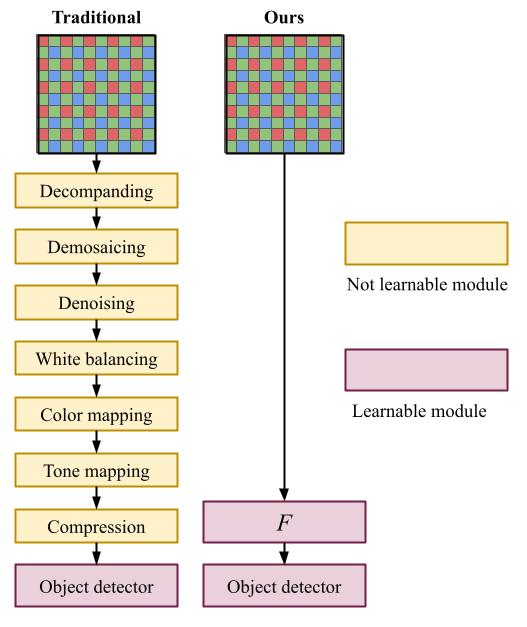 Traditional
Ours
Decompanding
Demosaicing
Denoising
White balancing
Color mapping
Tone mapping
Compression
Object detector
F
Object detector
Not learnable module
Learnable module